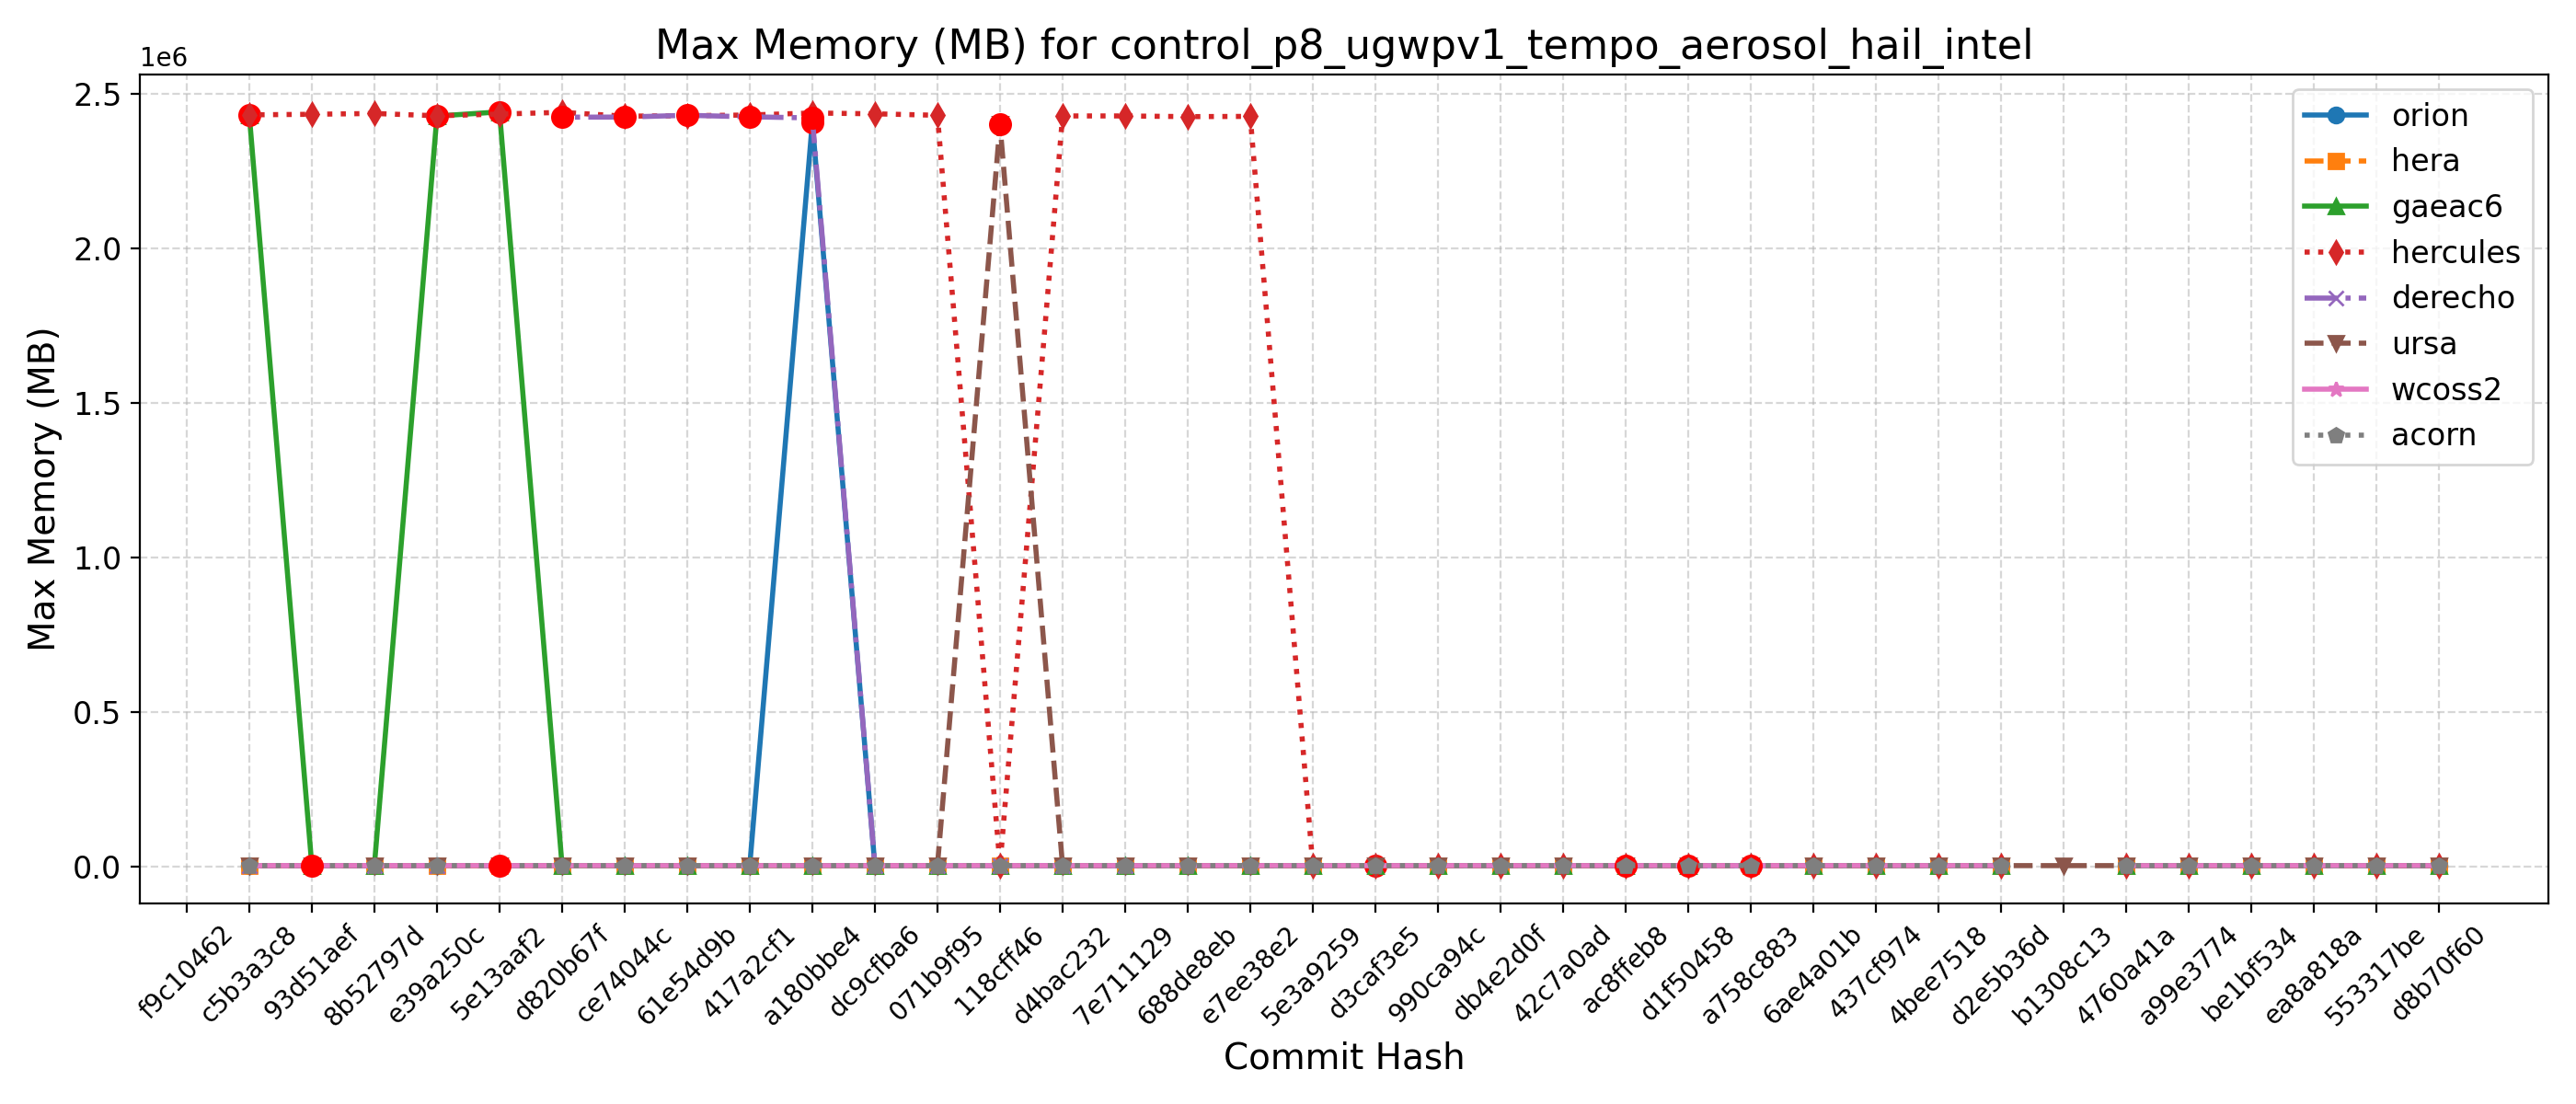 Max Memory (MB) for control_p8_ugwpv1_tempo_aerosol_hail_intel
1e6
2.5
2.0
1.5
1.0
0.5
0.0
Max Memory (MB)
orion
hera
gaeac6
hercules
derecho
ursa
wcoss2
acorn
f9c10462
c5b3a3c8
93d51aef
8b52797d
e39a250c
5e13aaf2
d820b67f
ce74044c
61e54d9b
417a2cf1
a180bbe4
dc9cfba6
071b9f95
118cff46
d4bac232
7e711129
688de8eb
e7ee38e2
5e3a9259
d3caf3e5
990ca94c
db4e2d0f
42c7a0ad
ac8ffeb8
d1f50458
a758c883
6ae4a01b
437cf974
4bee7518
d2e5b36d
b1308c13
4760a41a
a99e3774
be1bf534
ea8a818a
553317be
d8b70f60
Commit Hash